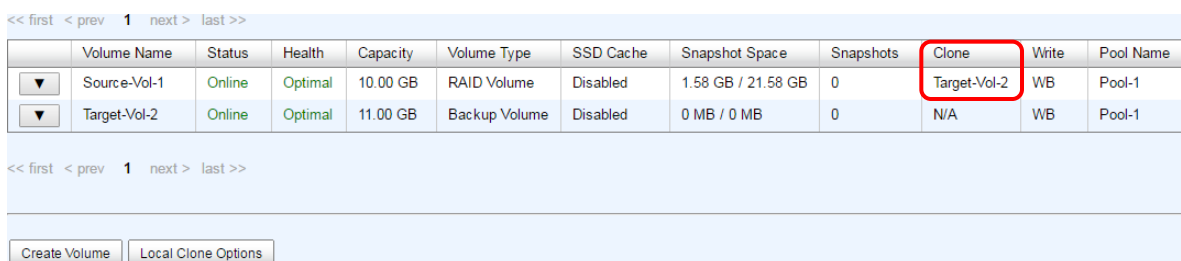 << first < prev 1 next > last >>
Volume Name Status Health Capacity Volume Type SSD Cache Snapshot Space Snapshots Clone Write Pool Name
▼ Source-Vol-1 Online Optimal 10.00 GB RAID Volume Disabled 1.58 GB / 21.58 GB 0 Target-Vol-2 WB Pool-1
▼ Target-Vol-2 Online Optimal 11.00 GB Backup Volume Disabled 0 MB / 0 MB 0 N/A WB Pool-1
<< first < prev 1 next > last >>
Create Volume Local Clone Options